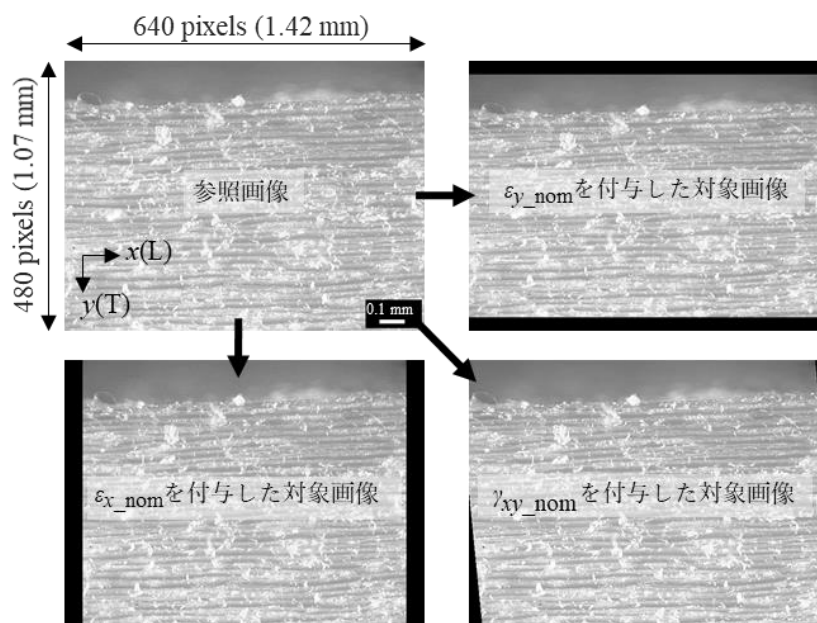 640 pixels (1.42 mm)
480 pixels (1.07 mm)
参照画像
x(L)
y(T)
0.1 mm
εy_nomを付与した対象画像
εx_nomを付与した対象画像
γxy_nomを付与した対象画像